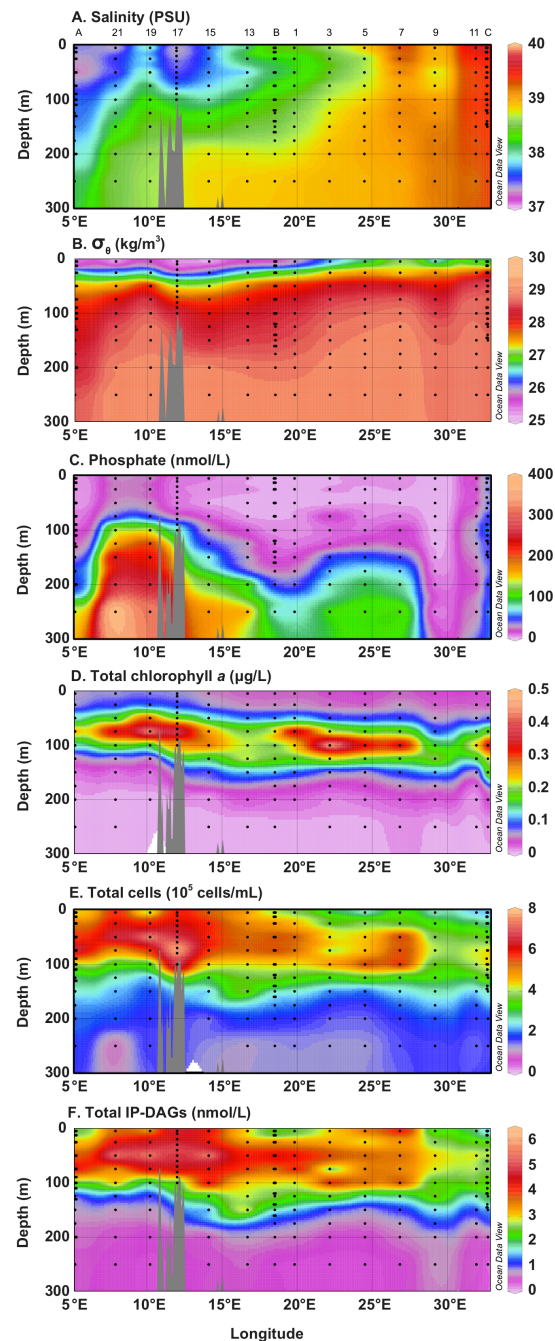 A. Salinity (PSU)
A 21 19 17 15 13 B 1 3 5 7 9 11 C
0
100
200
300
Depth (m)
Ocean Data View
40
39
38
37
5°E 10°E 15°E 20°E 25°E 30°E
B. σθ (kg/m³)
0
100
200
300
Depth (m)
Ocean Data View
30
29
28
27
26
25
5°E 10°E 15°E 20°E 25°E 30°E
C. Phosphate (nmol/L)
0
100
200
300
Depth (m)
Ocean Data View
400
300
200
100
0
5°E 10°E 15°E 20°E 25°E 30°E
D. Total chlorophyll a (µg/L)
0
100
200
300
Depth (m)
Ocean Data View
0.5
0.4
0.3
0.2
0.1
0
5°E 10°E 15°E 20°E 25°E 30°E
E. Total cells (10⁵ cells/mL)
0
100
200
300
Depth (m)
Ocean Data View
8
6
4
2
0
5°E 10°E 15°E 20°E 25°E 30°E
F. Total IP-DAGs (nmol/L)
0
100
200
300
Depth (m)
Ocean Data View
6
5
4
3
2
1
0
5°E 10°E 15°E 20°E 25°E 30°E
Longitude